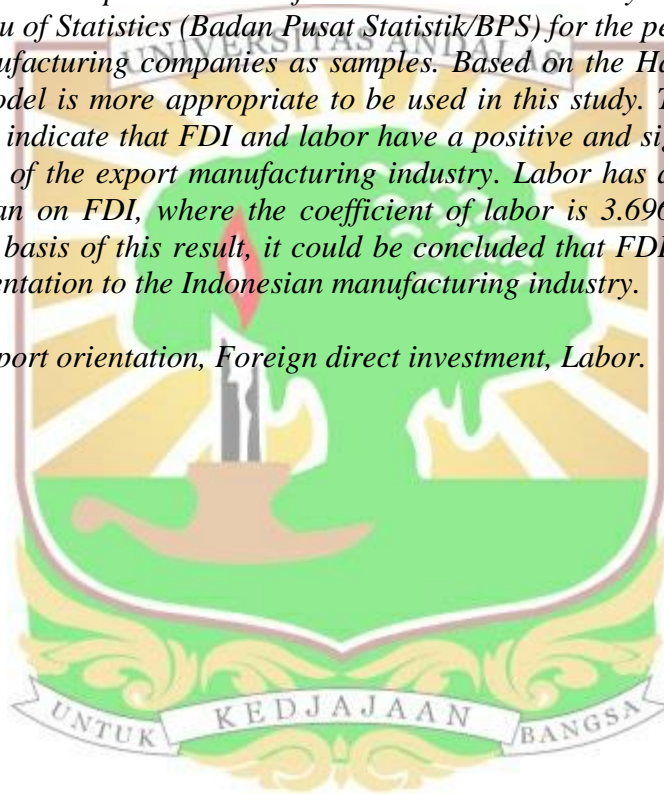 u of Statistics (Badan Pusat Statistik/BPS) for the pe
UNIVERSITAS ANDALAS
ufacturing companies as samples. Based on the Ha
odel is more appropriate to be used in this study. T
indicate that FDI and labor have a positive and sig
of the export manufacturing industry. Labor has a
an on FDI, where the coefficient of labor is 3.696
basis of this result, it could be concluded that FDI
entation to the Indonesian manufacturing industry.
port orientation, Foreign direct investment, Labor.
UNTUK KEDJAJAAN BANGSA